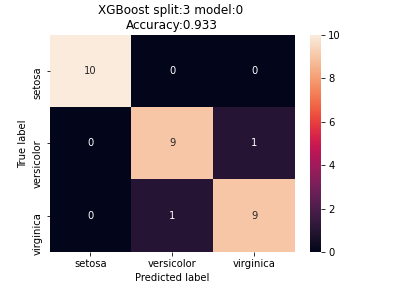 XGBoost split:3 model:0
Accuracy:0.933
True label
setosa
versicolor
virginica
10 0 0
0 9 1
0 1 9
setosa versicolor virginica
Predicted label
10
8
6
4
2
0